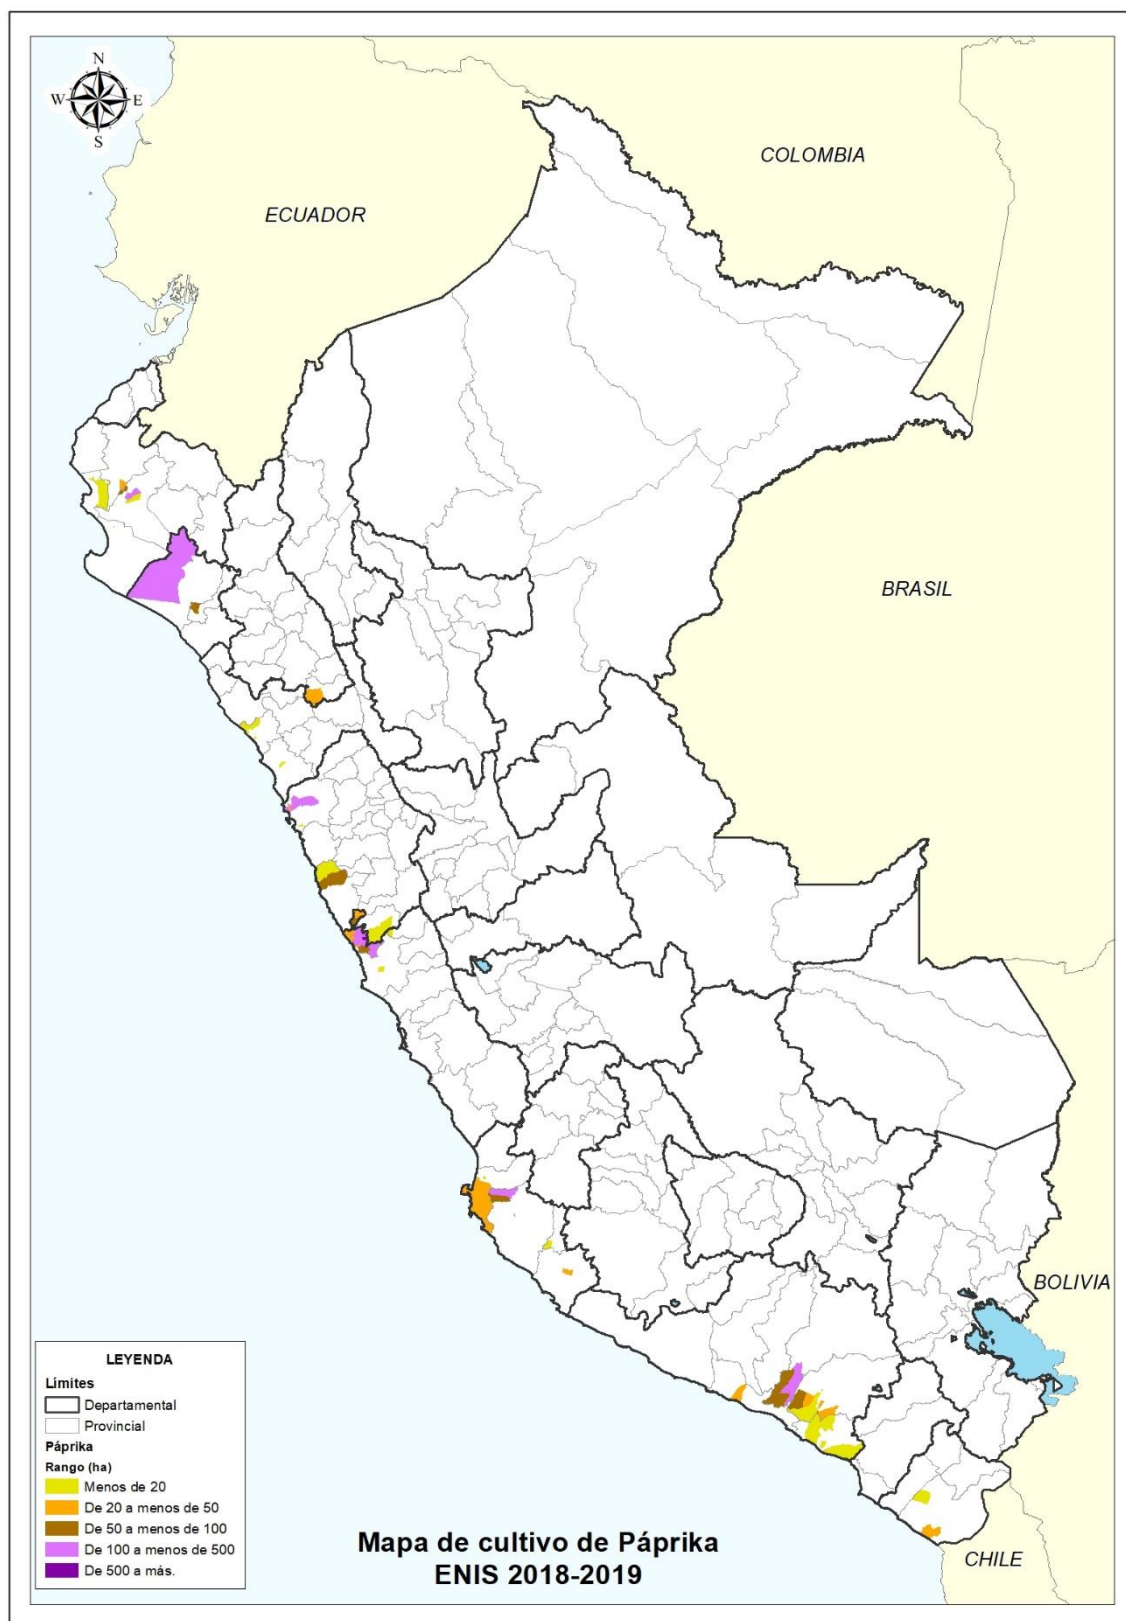 N
W
E
S
COLOMBIA
ECUADOR
BRASIL
BOLIVIA
CHILE
LEYENDA
Límites
Departamental
Provincial
Páprika
Rango (ha)
Menos de 20
De 20 a menos de 50
De 50 a menos de 100
De 100 a menos de 500
De 500 a más.
Mapa de cultivo de Páprika
ENIS 2018-2019